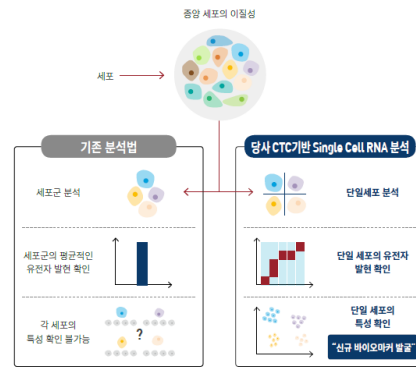 종양 세포의 이질성
세포
기존 분석법
세포군 분석
세포군의 평균적인
유전자 발현 확인
각 세포의
특성 확인 불가능
?
당사 CTC기반 Single Cell RNA 분석
단일세포 분석
단일 세포의 유전자
발현 확인
단일 세포의
특성 확인
"신규 바이오마커 발굴"